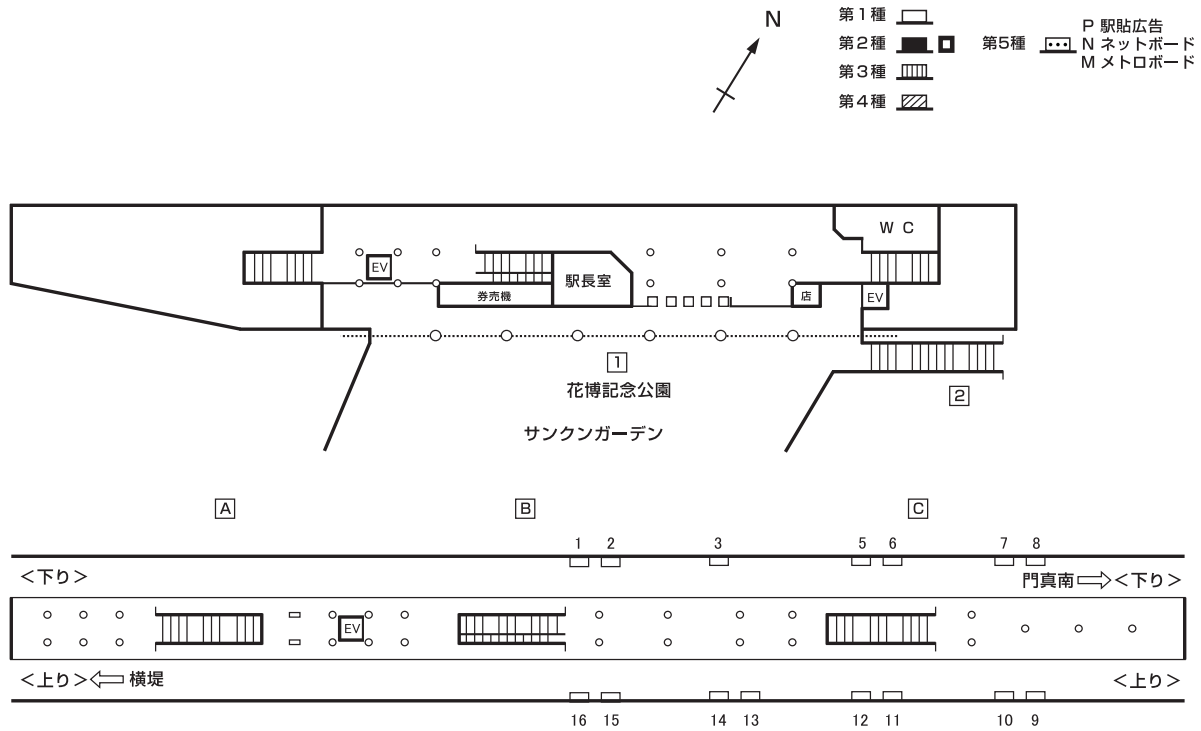 N
第1種
第2種
第3種
第4種
第5種
P 駅貼広告
N ネットボード
M メトロボード
W C
EV
駅長室
券売機
店
EV
1
花博記念公園
2
サンクンガーデン
A
B
C
1 2 3 5 6 7 8
<下り>
門真南 <下り>
EV
<上り> 横堤
<上り>
16 15 14 13 12 11 10 9